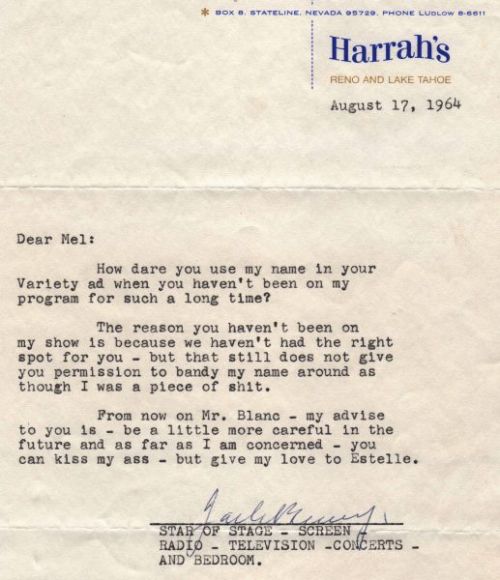 * BOX 8, STATELINE, NEVADA 95729, PHONE LUDLOW 8-6611
Harrah's
RENO AND LAKE TAHOE
August 17, 1964
Dear Mel:
How dare you use my name in your
Variety ad when you haven't been on my
program for such a long time?
The reason you haven't been on
my show is because we haven't had the right
spot for you - but that still does not give
you permission to bandy my name around as
though I was a piece of shit.
From now on Mr. Blanc - my advise
to you is - be a little more careful in the
future and as far as I am concerned - you
can kiss my ass - but give my love to Estelle.
Jack Benny
STAR OF STAGE - SCREEN
RADIO - TELEVISION -CONCERTS -
AND BEDROOM.